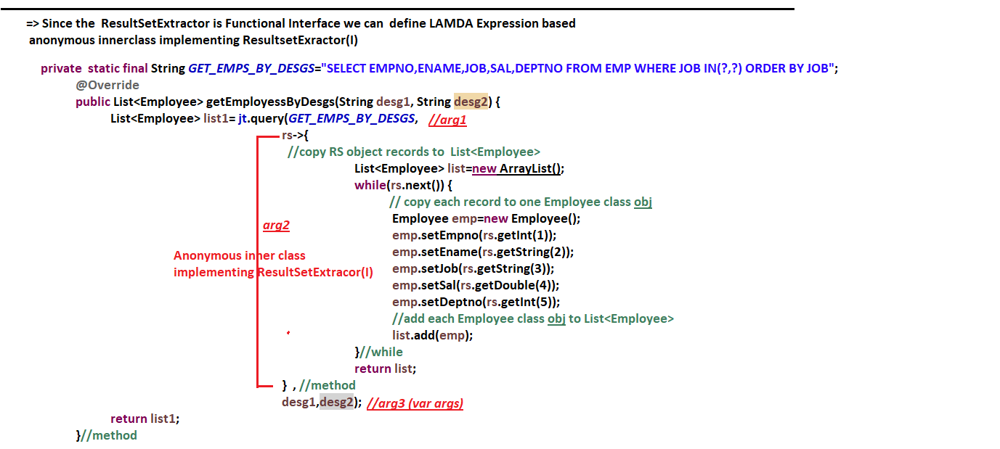 => Since the  ResultSetExtractor is Functional Interface we can  define LAMDA Expression based
anonymous innerclass implementing ResultsetExractor(I)
private  static final String GET_EMPS_BY_DESGS="SELECT EMPNO,ENAME,JOB,SAL,DEPTNO FROM EMP WHERE JOB IN(?,?) ORDER BY JOB";
@Override
public List<Employee> getEmployessByDesgs(String desg1, String desg2) {
List<Employee> list1= jt.query(GET_EMPS_BY_DESGS,   //arg1
rs->{
//copy RS object records to  List<Employee>
List<Employee> list=new ArrayList();
while(rs.next()) {
// copy each record to one Employee class obj
Employee emp=new Employee();
arg2
emp.setEmpno(rs.getInt(1));
emp.setEname(rs.getString(2));
Anonymous inner class
implementing ResultSetExtracor(I)
emp.setJob(rs.getString(3));
emp.setSal(rs.getDouble(4));
emp.setDeptno(rs.getInt(5));
//add each Employee class obj to List<Employee>
list.add(emp);
}//while
return list;
}  , //method
desg1,desg2);  //arg3 (var args)
return list1;
}//method